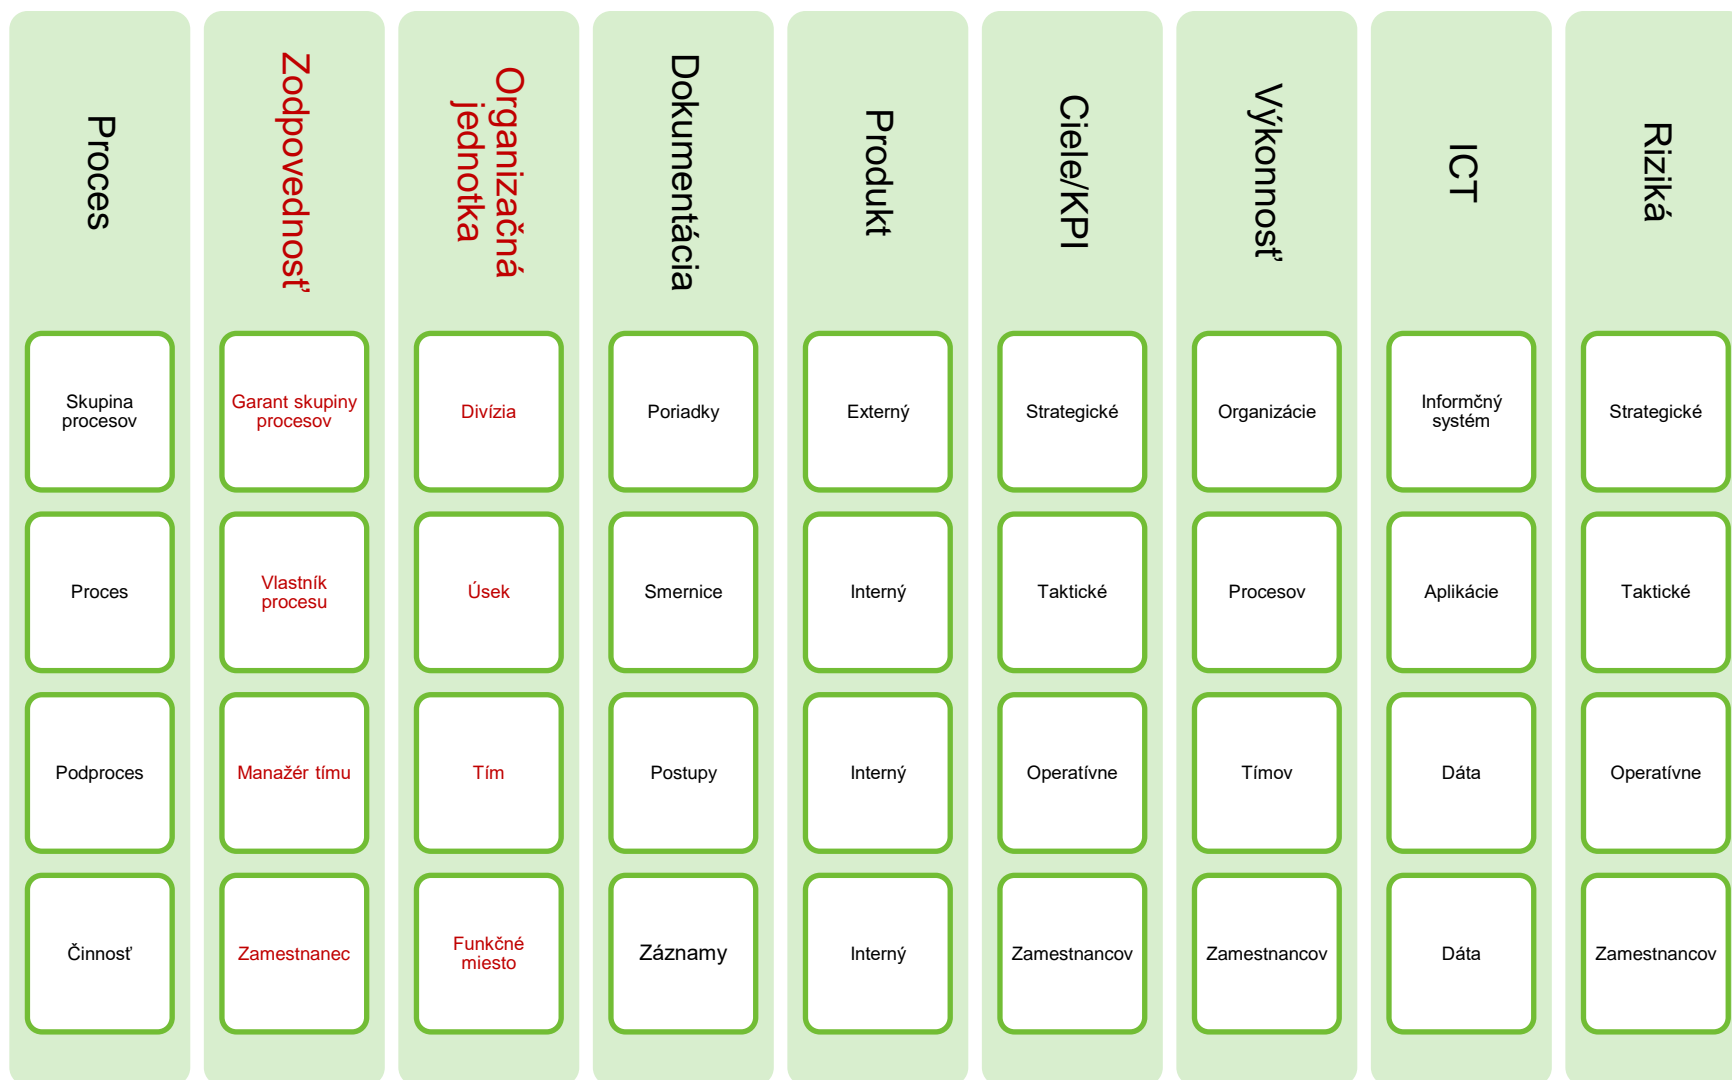 Proces
Zodpovednosť
Organizačná
jednotka
Dokumentácia
Produkt
Ciele/KPI
Výkonnosť
ICT
Riziká
Skupina
procesov
Garant skupiny
procesov
Divízia
Poriadky
Externý
Strategické
Organizácie
Informčný
systém
Strategické
Proces
Vlastník
procesu
Úsek
Smernice
Interný
Taktické
Procesov
Aplikácie
Taktické
Podproces
Manažér tímu
Tím
Postupy
Interný
Operatívne
Tímov
Dáta
Operatívne
Činnosť
Zamestnanec
Funkčné
miesto
Záznamy
Interný
Zamestnancov
Zamestnancov
Dáta
Zamestnancov